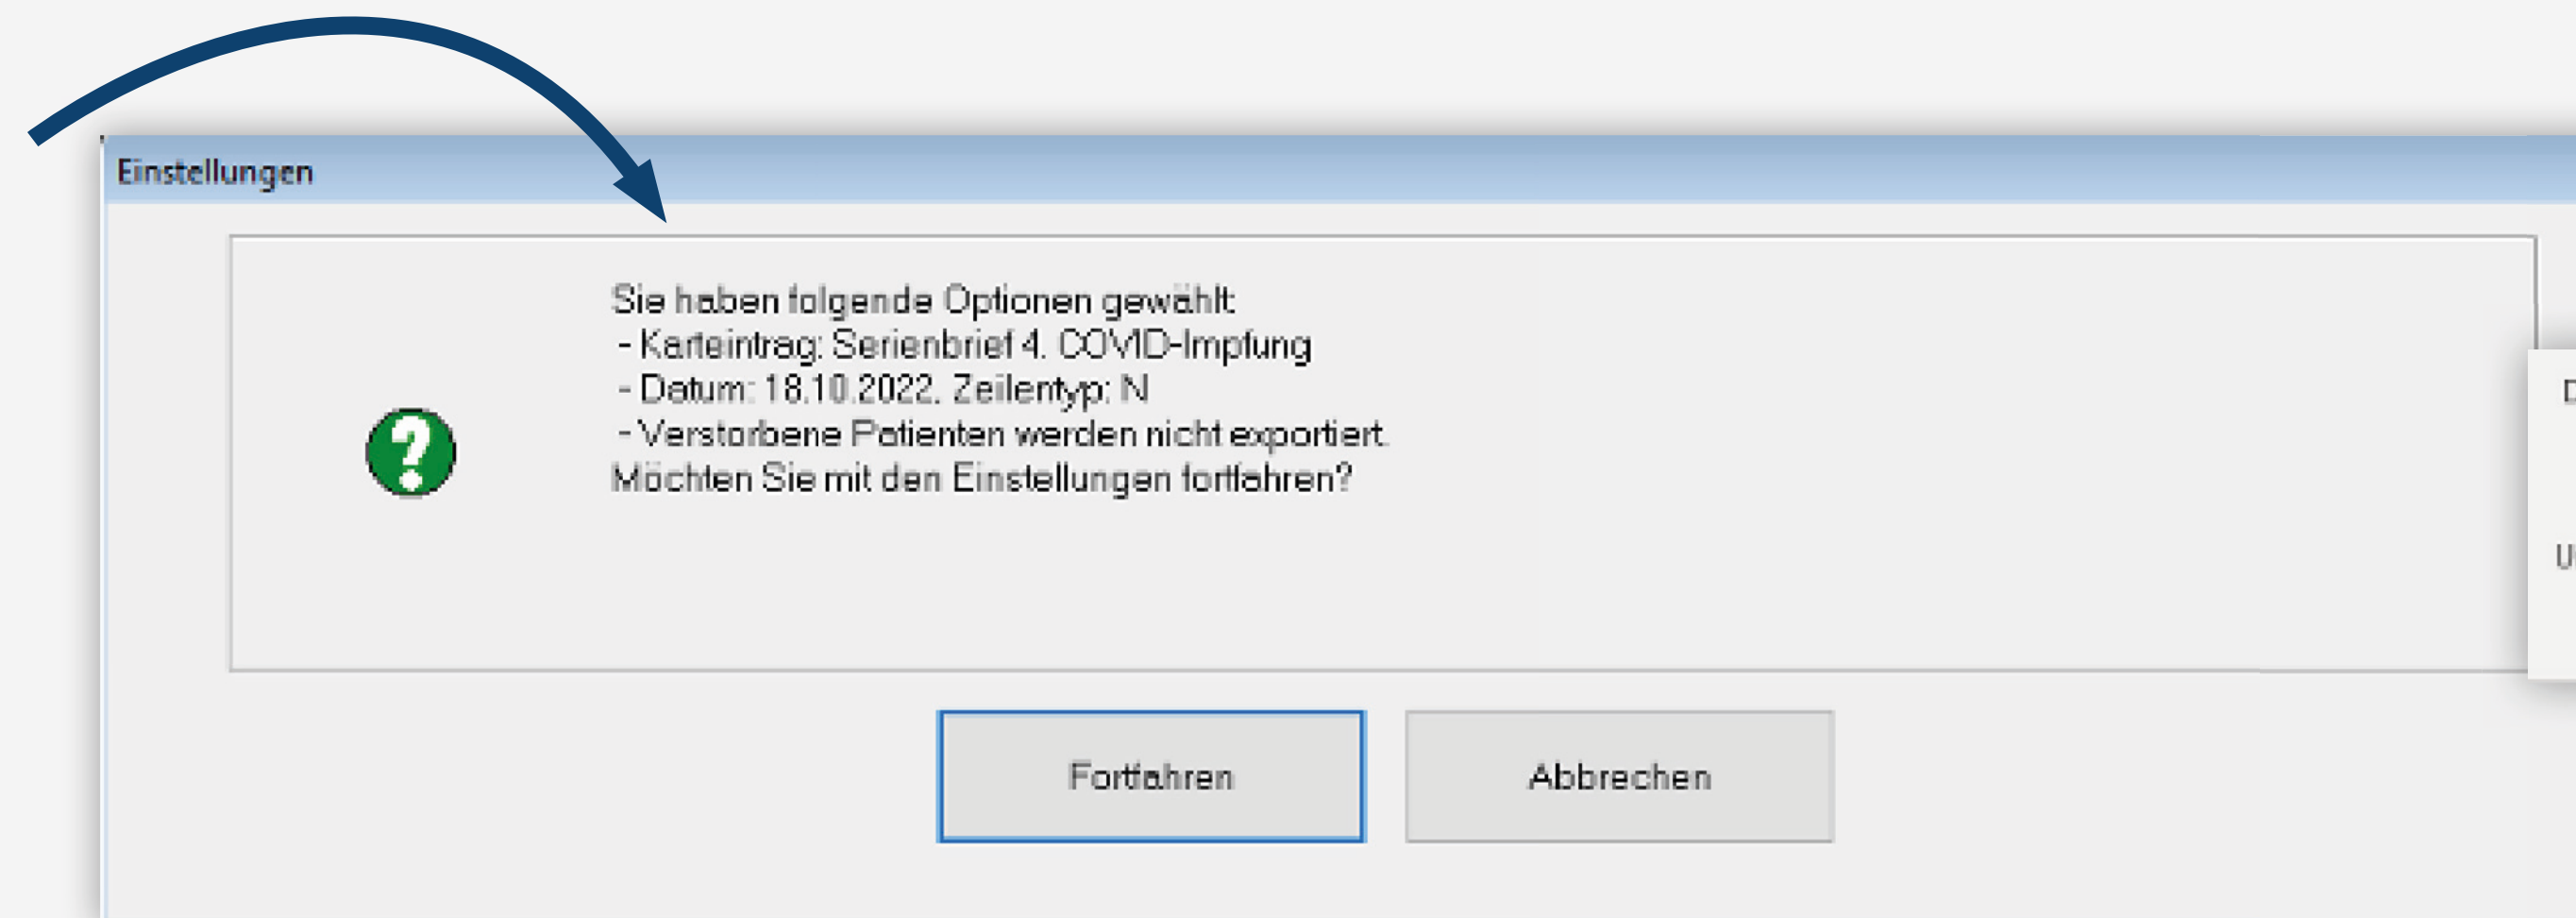 Einstellungen
Sie haben folgende Optionen gewählt:
- Karteintrag: Serienbrief 4. COVID-Impfung
- Datum: 18.10.2022, Zeilentyp: N
- Verstorbene Patienten werden nicht exportiert.
Möchten Sie mit den Einstellungen fortfahren?
Fortfahren
Abbrechen